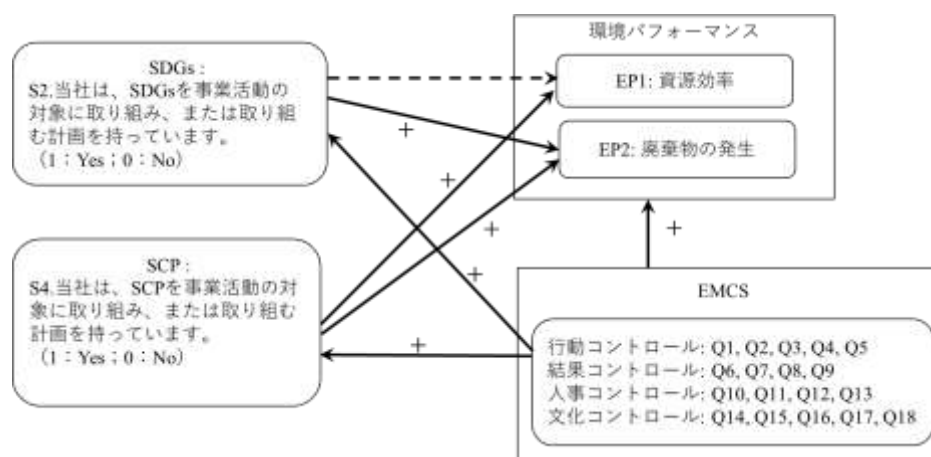 環境パフォーマンス
SDGs :
S2.当社は、SDGsを事業活動の
対象に取り組み、または取り組
む計画を持っています。
（1：Yes；0：No）
EP1: 資源効率
EP2: 廃棄物の発生
+
+
+
+
+
+
SCP :
S4.当社は、SCPを事業活動の対
象に取り組み、または取り組む
計画を持っています。
（1：Yes；0：No）
EMCS
行動コントロール: Q1, Q2, Q3, Q4, Q5
結果コントロール: Q6, Q7, Q8, Q9
人事コントロール: Q10, Q11, Q12, Q13
文化コントロール: Q14, Q15, Q16, Q17, Q18